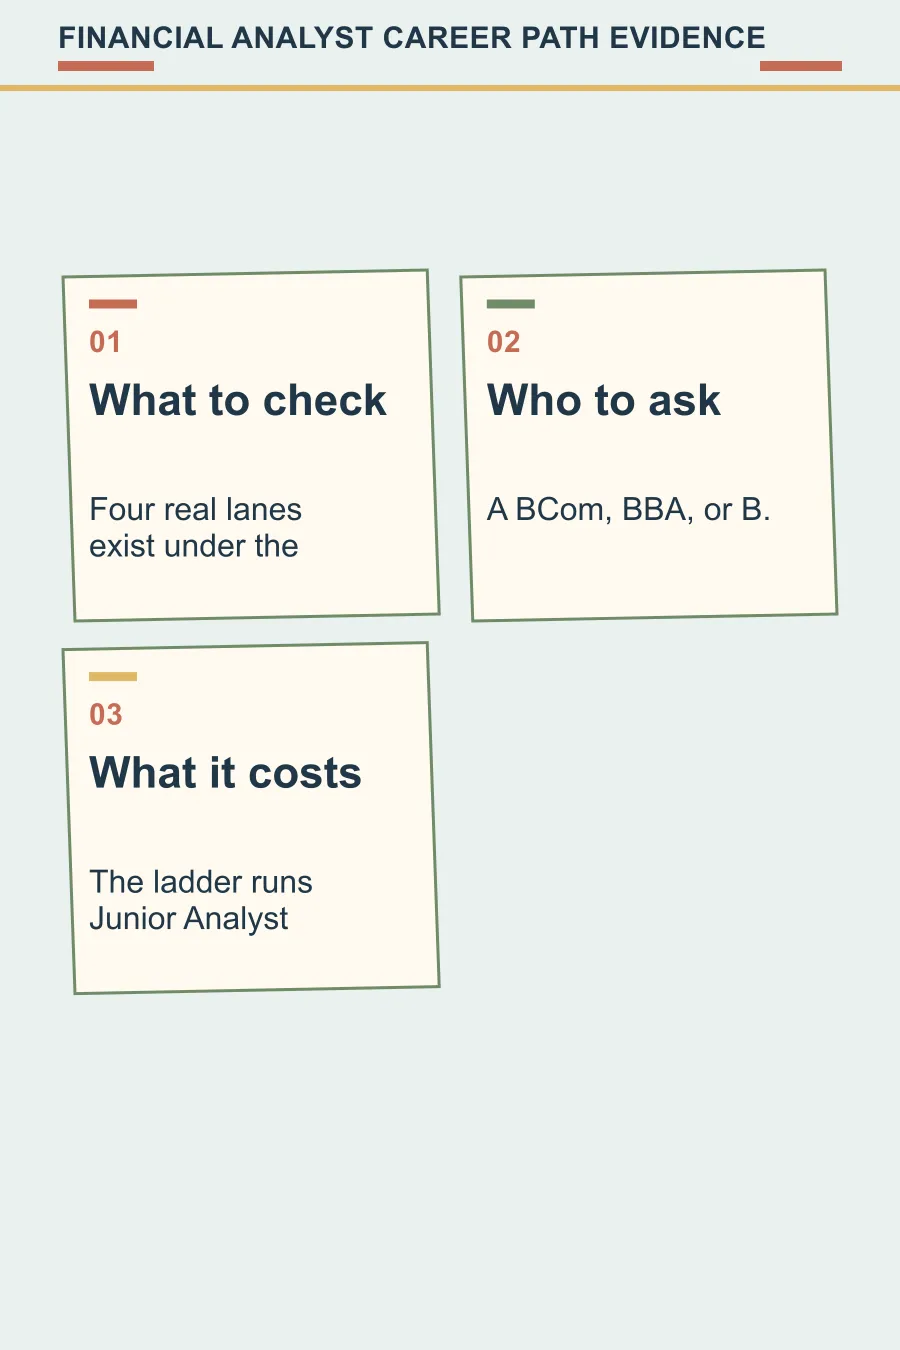 FINANCIAL ANALYST CAREER PATH EVIDENCE
01
What to check
Four real lanes
exist under the
02
Who to ask
A BCom, BBA, or B.
03
What it costs
The ladder runs
Junior Analyst